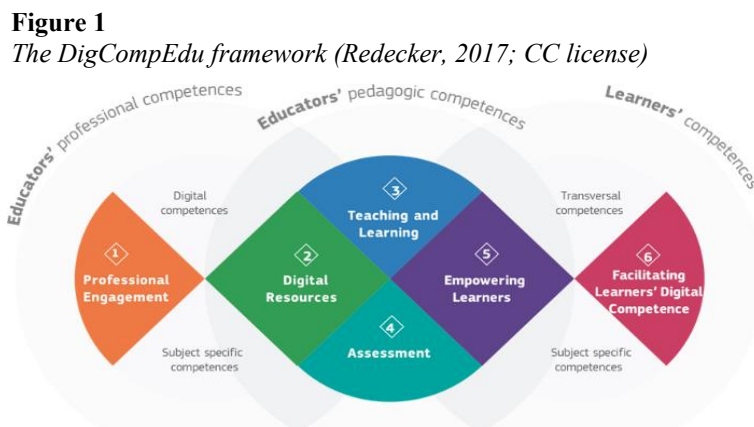 Figure 1
The DigCompEdu framework (Redecker, 2017; CC license)
Educators' professional competences
Educators' pedagogic competences
Learners' competences
Digital
competences
3
Teaching and
Learning
Transversal
competences
1
Professional
Engagement
2
Digital
Resources
5
Empowering
Learners
6
Facilitating
Learners' Digital
Competence
4
Assessment
Subject specific
competences
Subject specific
competences